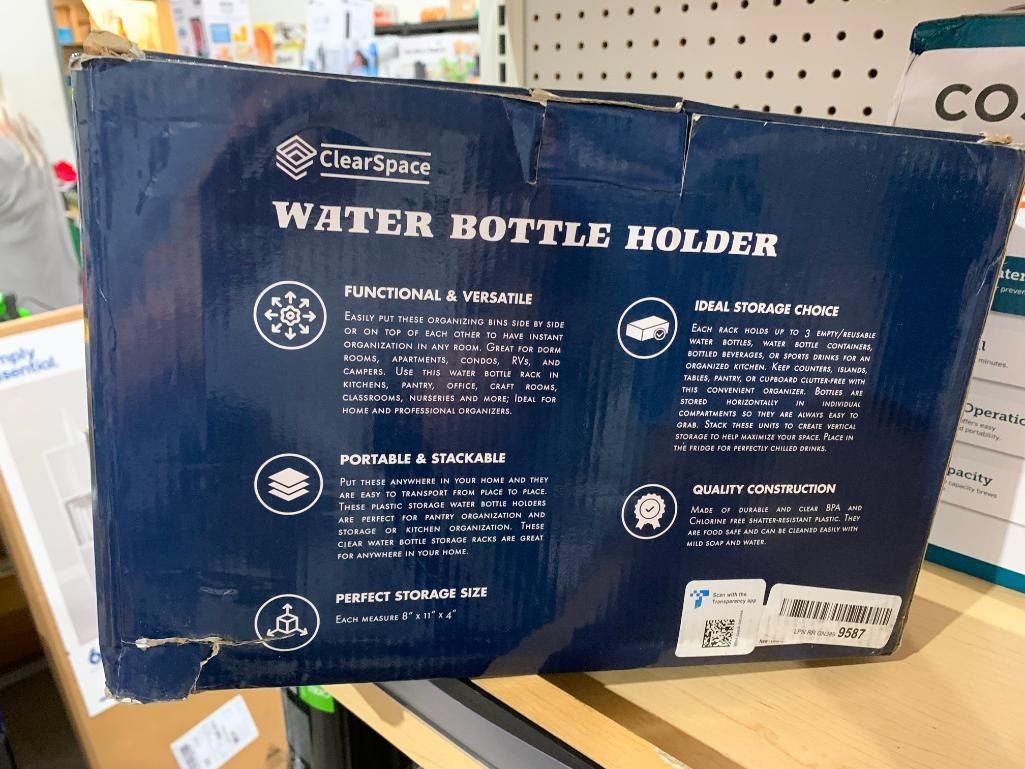 ClearSpace
WATER BOTTLE HOLDER
FUNCTIONAL & VERSATILE
EASILY PUT THESE ORGANIZING BINS SIDE BY SIDE
OR ON TOP OF EACH OTHER TO HAVE INSTANT
ORGANIZATION IN ANY ROOM. GREAT FOR DORM
ROOMS, APARTMENTS, CONDOS, RVS, AND
CAMPERS. USE THIS WATER BOTTLE RACK IN
KITCHENS, PANTRY, OFFICE, CRAFT ROOMS,
CLASSROOMS, NURSERIES AND MORE; IDEAL FOR
HOME AND PROFESSIONAL ORGANIZERS.
PORTABLE & STACKABLE
PUT THESE ANYWHERE IN YOUR HOME AND THEY
ARE EASY TO TRANSPORT FROM PLACE TO PLACE.
THESE PLASTIC STORAGE WATER BOTTLE HOLDERS
ARE PERFECT FOR PANTRY ORGANIZATION AND
STORAGE OR KITCHEN ORGANIZATION. THESE
CLEAR WATER BOTTLE STORAGE RACKS ARE GREAT
FOR ANYWHERE IN YOUR HOME.
PERFECT STORAGE SIZE
EACH MEASURE 8" X 11" X 4"
IDEAL STORAGE CHOICE
EACH RACK HOLDS UP TO 3 EMPTY/REUSABLE
WATER BOTTLES, WATER BOTTLE CONTAINERS,
BOTTLED BEVERAGES, OR SPORTS DRINKS FOR AN
ORGANIZED KITCHEN. KEEP COUNTERS, ISLANDS,
TABLES, PANTRY, OR CUPBOARD CLUTTER-FREE WITH
THIS CONVENIENT ORGANIZER. BOTTLES ARE
STORED HORIZONTALLY IN INDIVIDUAL
COMPARTMENTS SO THEY ARE ALWAYS EASY TO
GRAB. STACK THESE UNITS TO CREATE VERTICAL
STORAGE TO HELP MAXIMIZE YOUR SPACE. PLACE IN
THE FRIDGE FOR PERFECTLY CHILLED DRINKS.
QUALITY CONSTRUCTION
MADE OF DURABLE AND CLEAR BPA AND
CHLORINE FREE SHATTER-RESISTANT PLASTIC. THEY
ARE FOOD SAFE AND CAN BE CLEANED EASILY WITH
MILD SOAP AND WATER.
Scan with the
Transparency app
9587
CO
minutes.
Operatio
ffers easy
d portability.
pacity
capacity brews
mply
ssential.